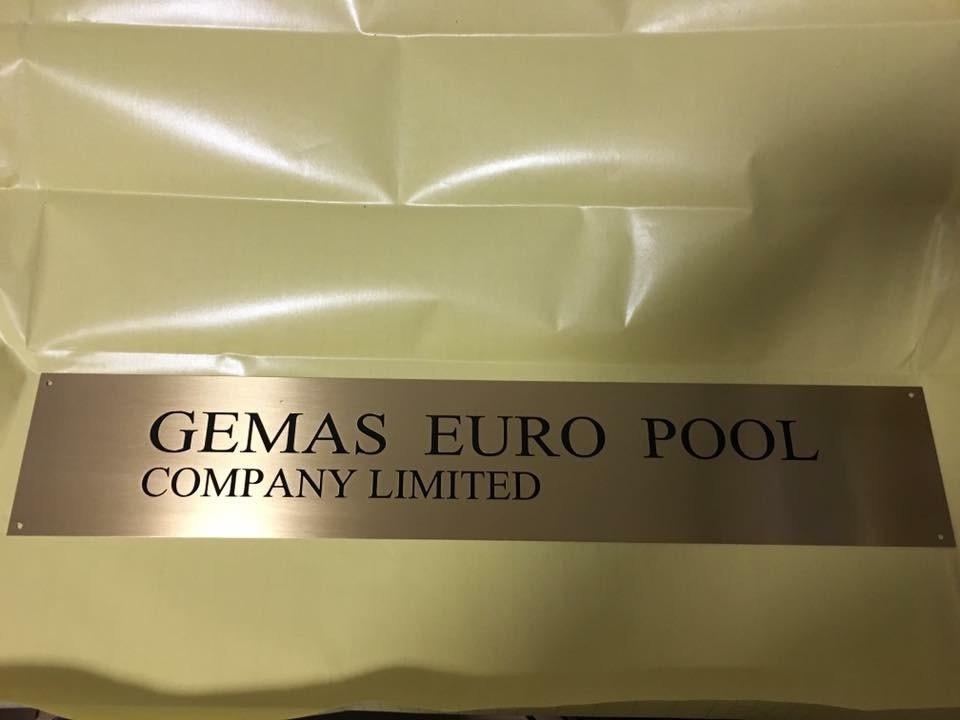 GEMAS EURO POOL
COMPANY LIMITED